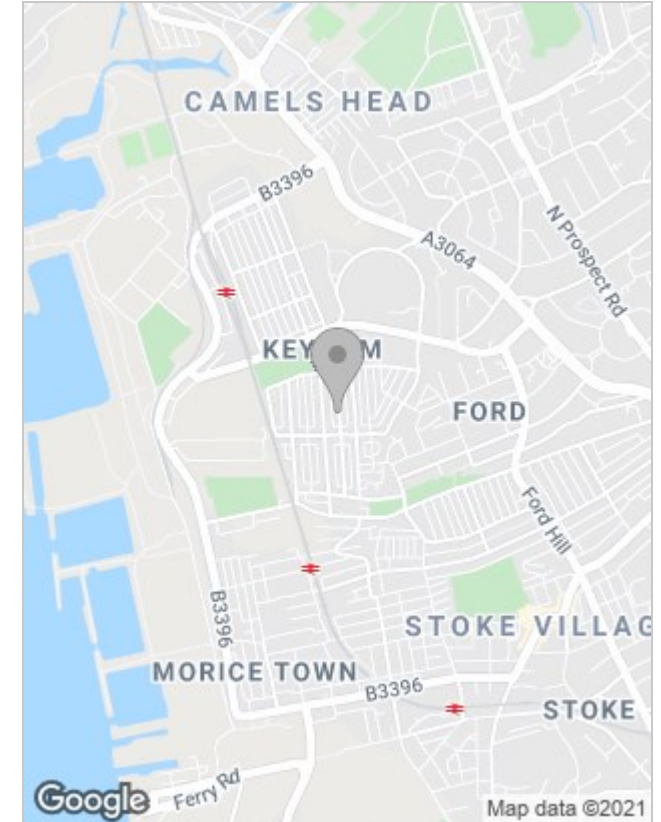 CAMELS HEAD
B3396
N Prospect Rd
A3064
FORD
Ford Hill
B3396
STOKE VILLAG
MORICE TOWN
B3396
STOKE
Ferry Rd
Google
Map data ©2021